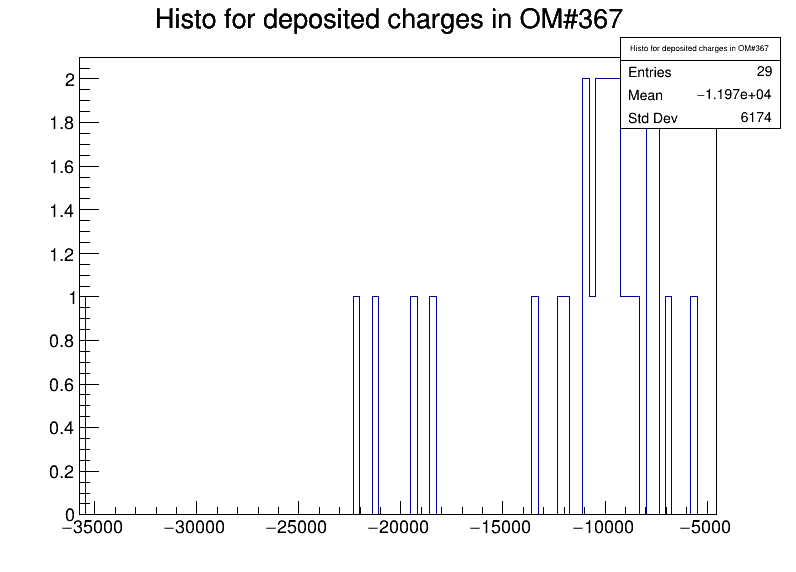 Histo for deposited charges in OM#367
Histo for deposited charges in OM#367
Entries 29
Mean −1.197e+04
Std Dev 6174
2
1.8
1.6
1.4
1.2
1
0.8
0.6
0.4
0.2
0
−35000 −30000 −25000 −20000 −15000 −10000 −5000